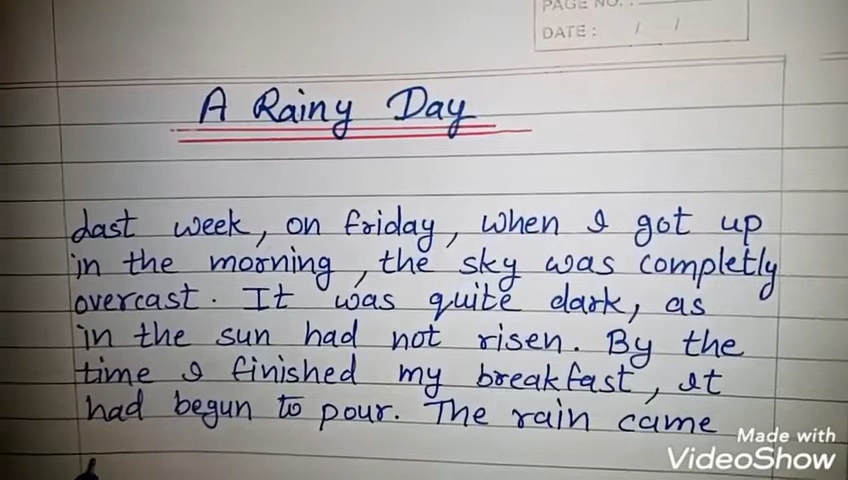 PAGE NO. :
DATE : / /
A Rainy Day
Last week, on friday, when I got up
in the morning, the sky was completly
overcast. It was quite dark, as
in the sun had not risen. By the
time I finished my breakfast, It
had begun to pour. The rain came
Made with
VideoShow